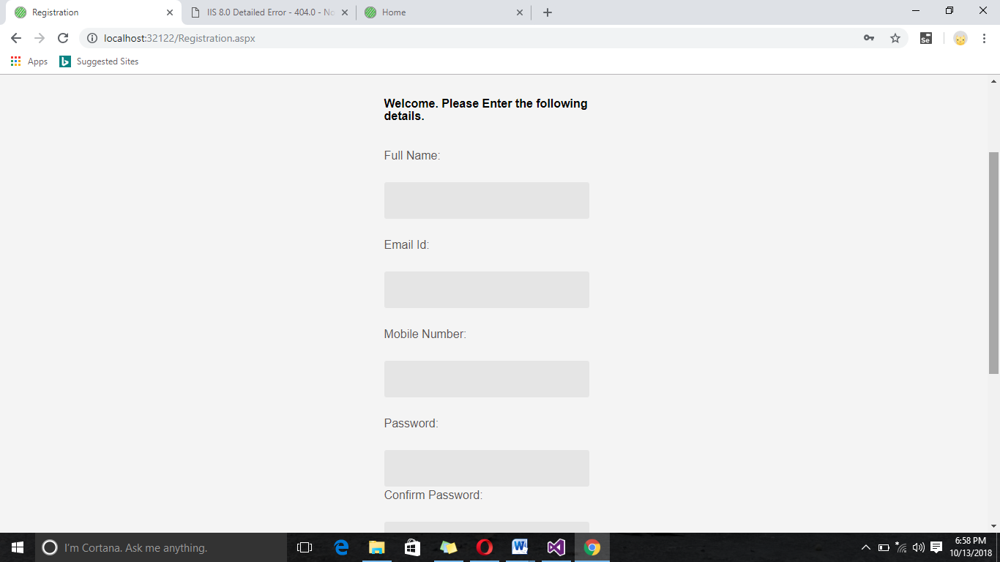 Registration
IIS 8.0 Detailed Error - 404.0 - No
Home
localhost:32122/Registration.aspx
Se
Apps
b
Suggested Sites
Welcome. Please Enter the following
details.
Full Name:
Email Id:
Mobile Number:
Password:
Confirm Password:
I'm Cortana. Ask me anything.
6:58 PM
10/13/2018